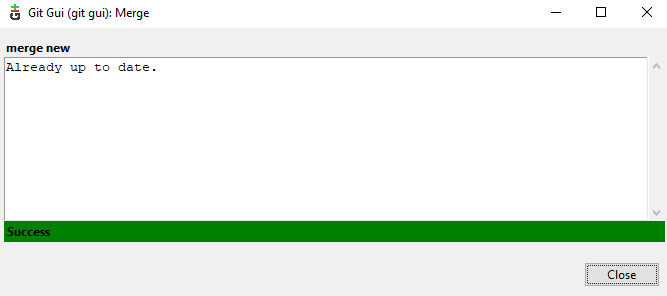 Git Gui (git gui): Merge
merge new
Already up to date.
Success
Close